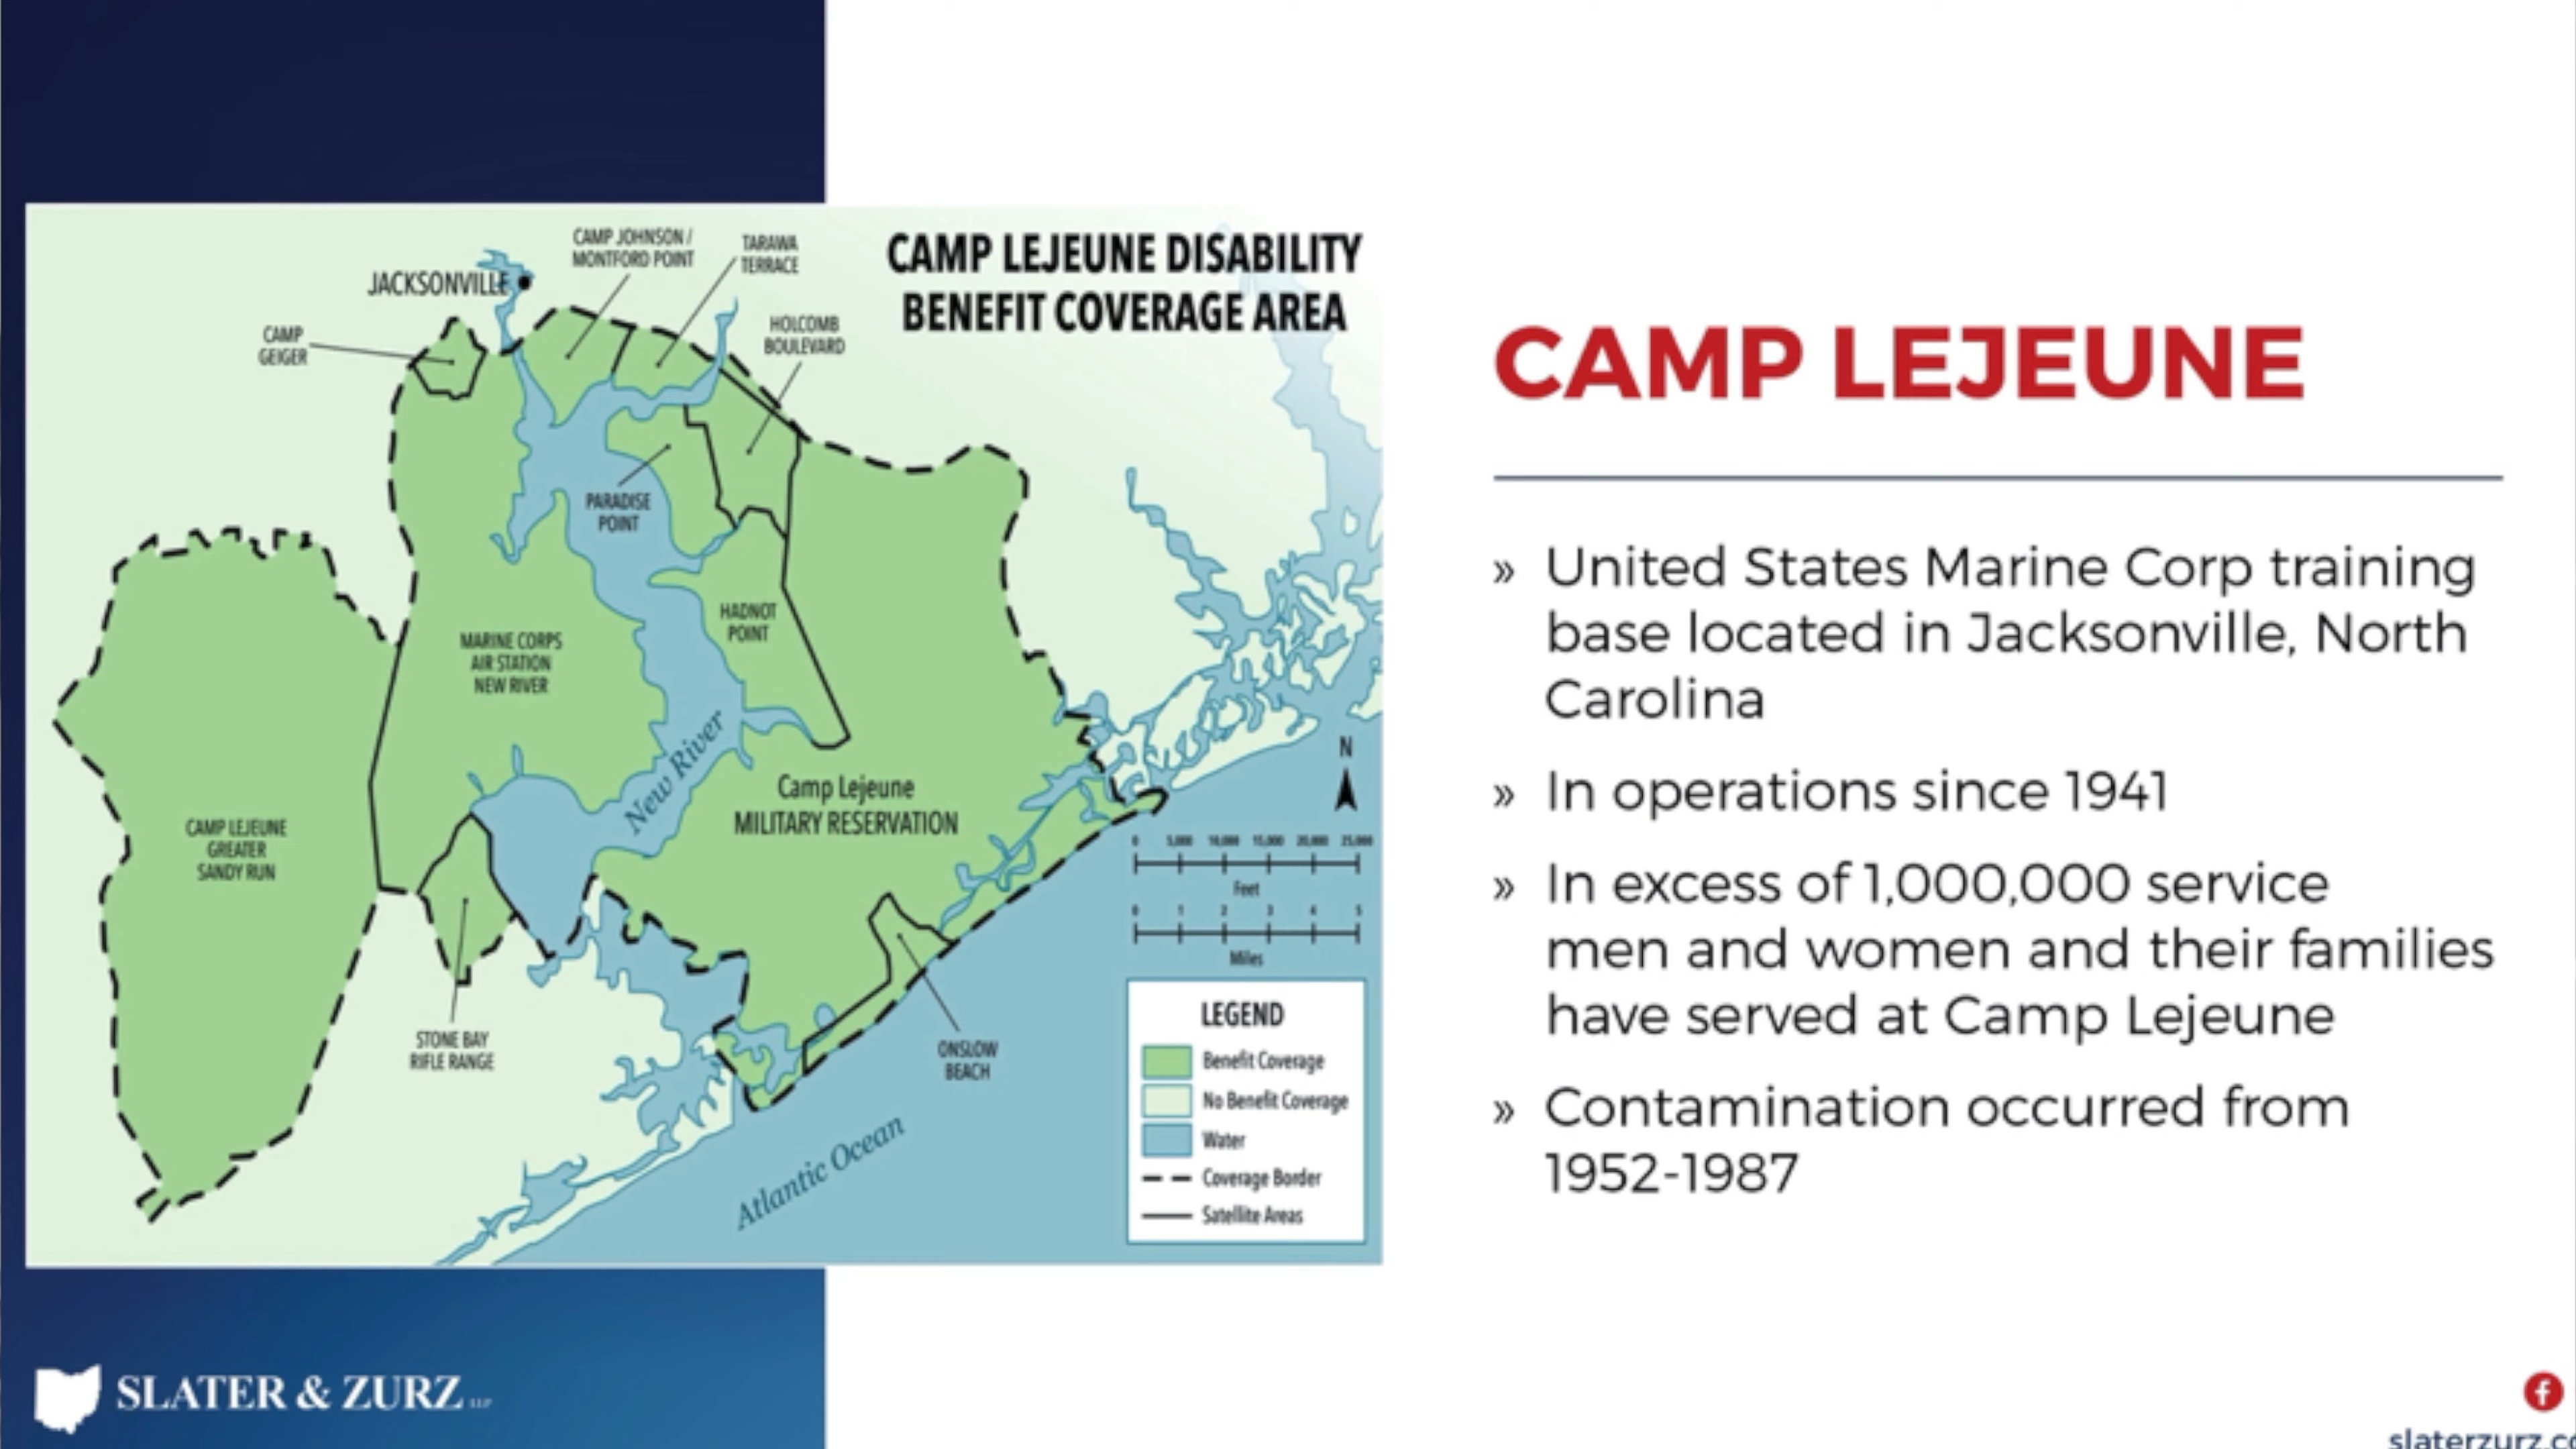 CAMP LEJEUNE DISABILITY
BENEFIT COVERAGE AREA
JACKSONVILLE
CAMP JOHNSON /
MONTFORD POINT
TARAWA
TERRACE
HOLCOMB
BOULEVARD
CAMP
GEIGER
PARADISE
POINT
HADNOT
POINT
MARINE CORPS
AIR STATION
NEW RIVER
New River
Camp Lejeune
MILITARY RESERVATION
CAMP LEJEUNE
GREATER
SANDY RUN
STONE BAY
RIFLE RANGE
ONSLOW
BEACH
Atlantic Ocean
N
0 5,000 10,000 15,000 20,000 25,000
Feet
0 1 2 3 4 5
Miles
LEGEND
Benefit Coverage
No Benefit Coverage
Water
Coverage Border
Satellite Areas
CAMP LEJEUNE
» United States Marine Corp training
base located in Jacksonville, North
Carolina
» In operations since 1941
» In excess of 1,000,000 service
men and women and their families
have served at Camp Lejeune
» Contamination occurred from
1952-1987
SLATER & ZURZ LLP
f
slaterzurz.c